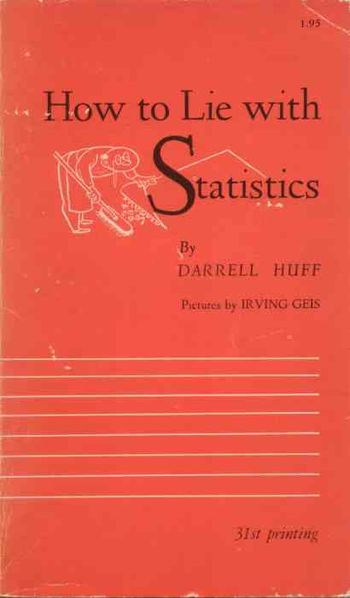 1.95
How to Lie with
Statistics
By
DARRELL HUFF
Pictures by IRVING GEIS
31st printing